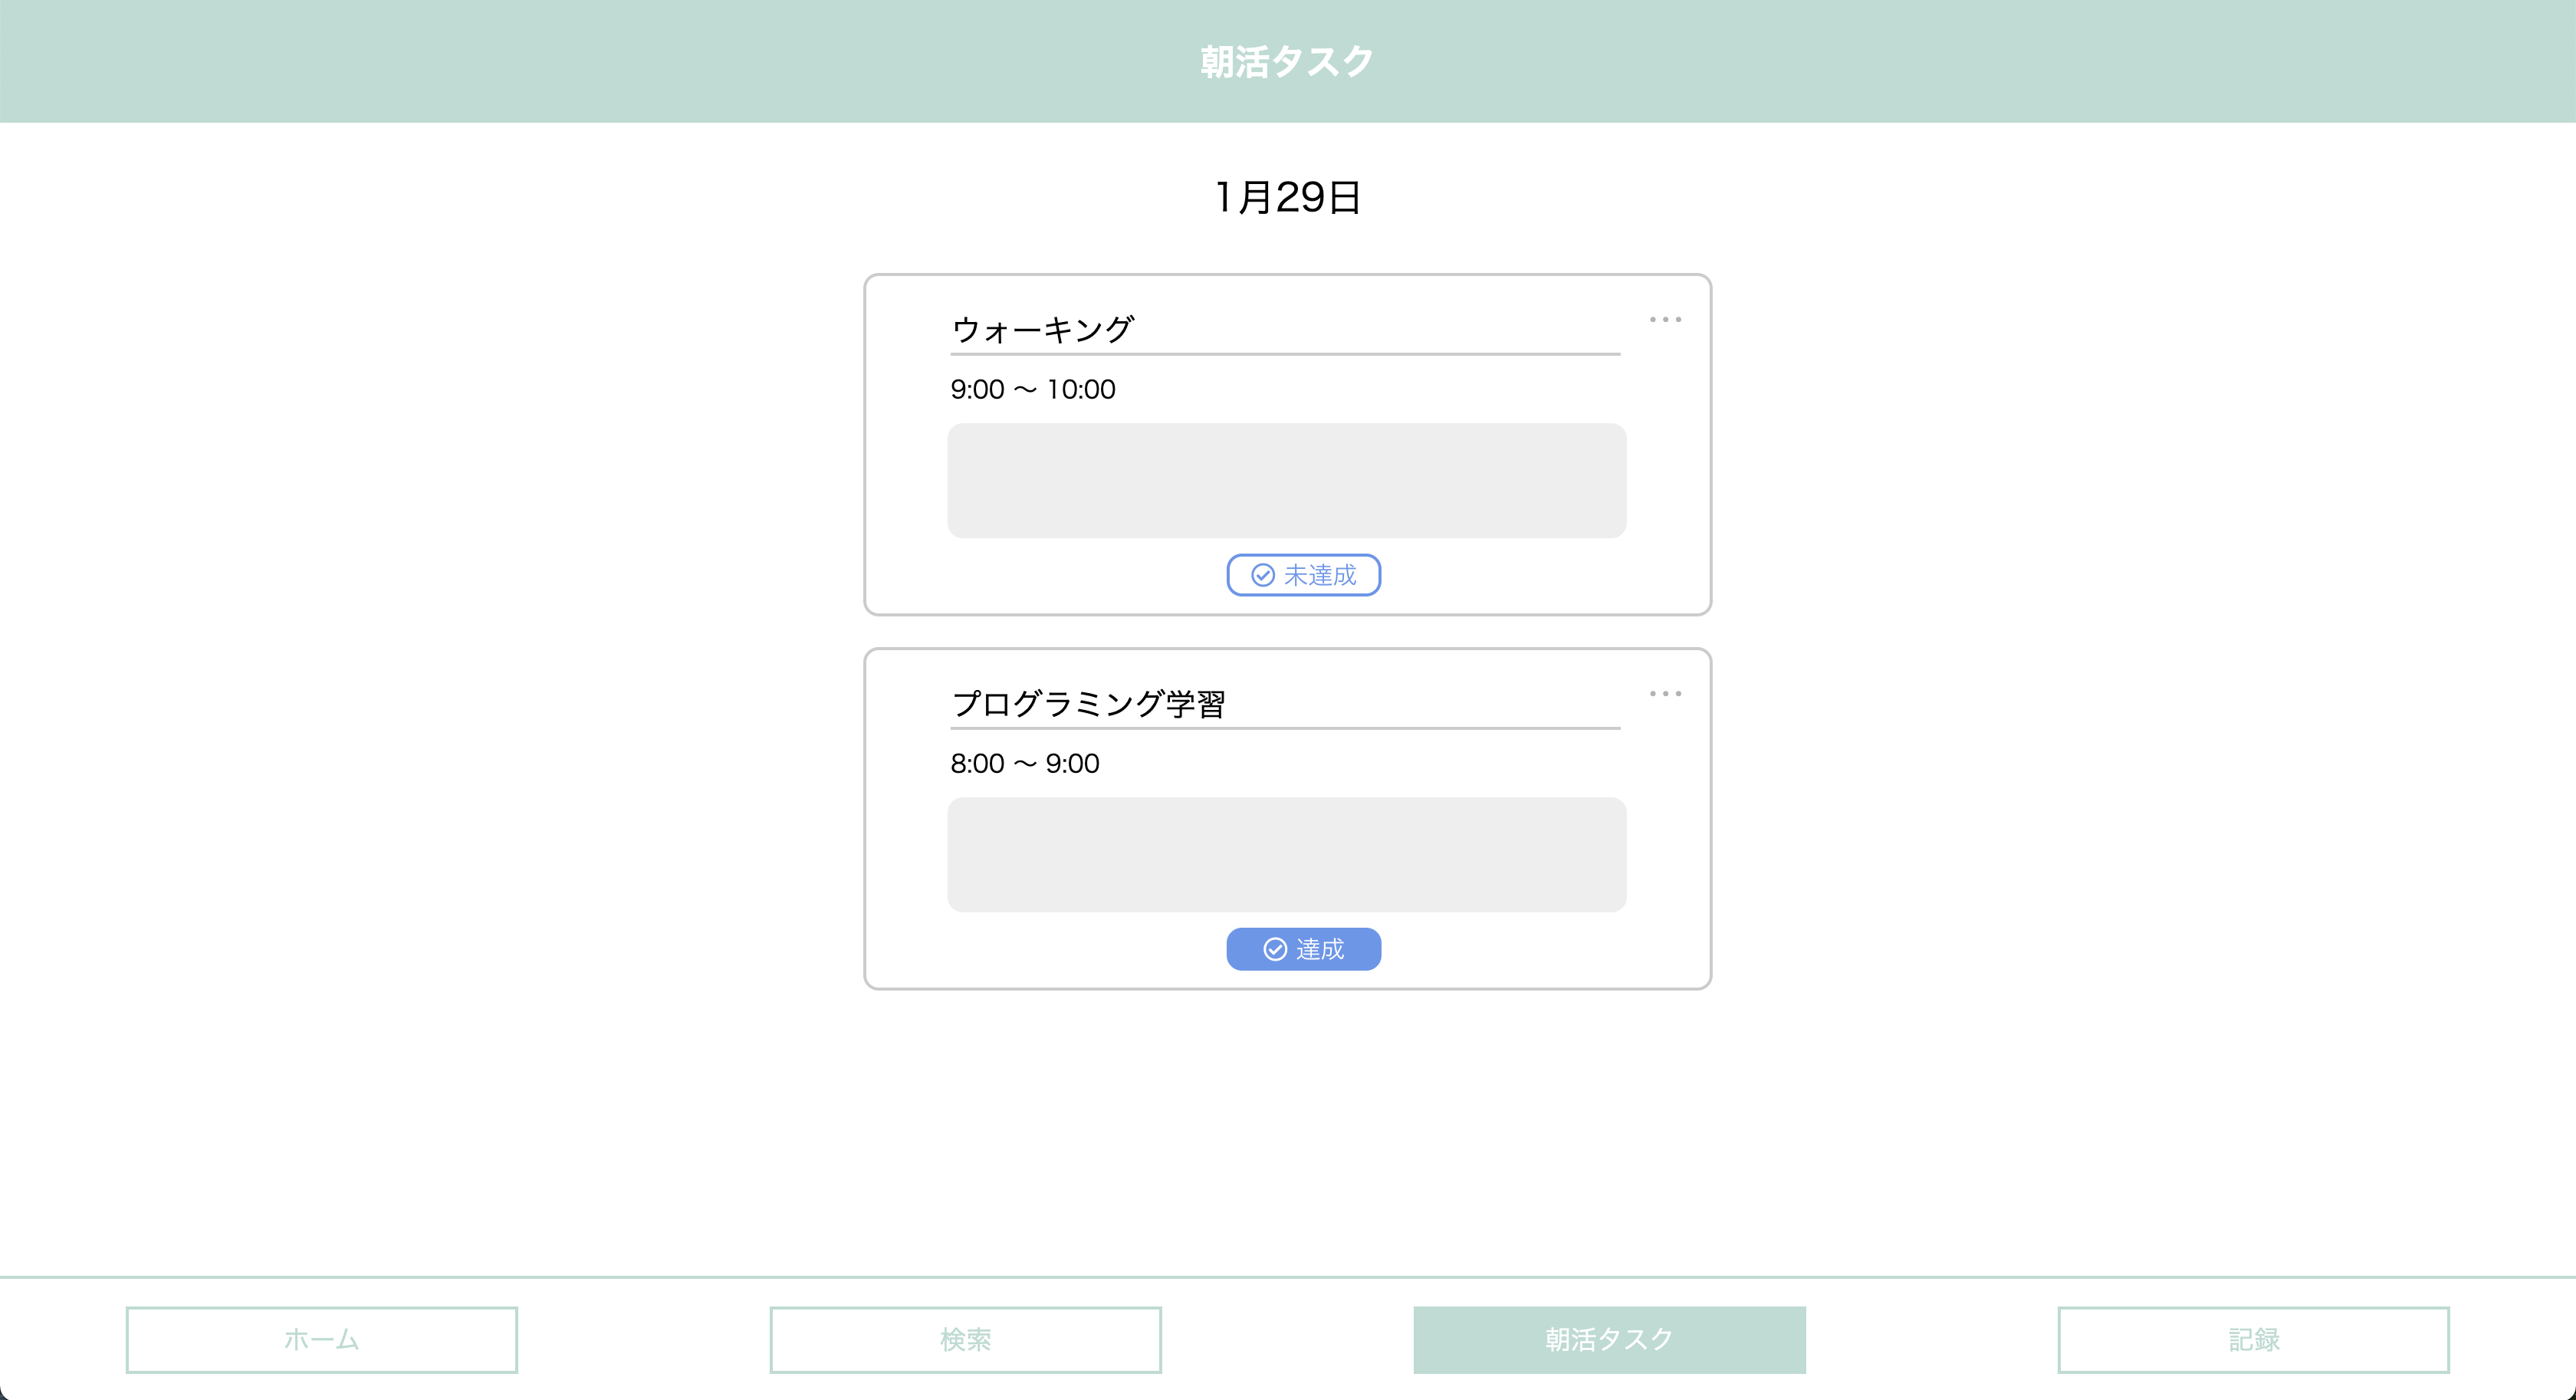 朝活タスク
1月29日
ウォーキング
9:00 〜 10:00
未達成
プログラミング学習
8:00 〜 9:00
達成
ホーム
検索
朝活タスク
記録